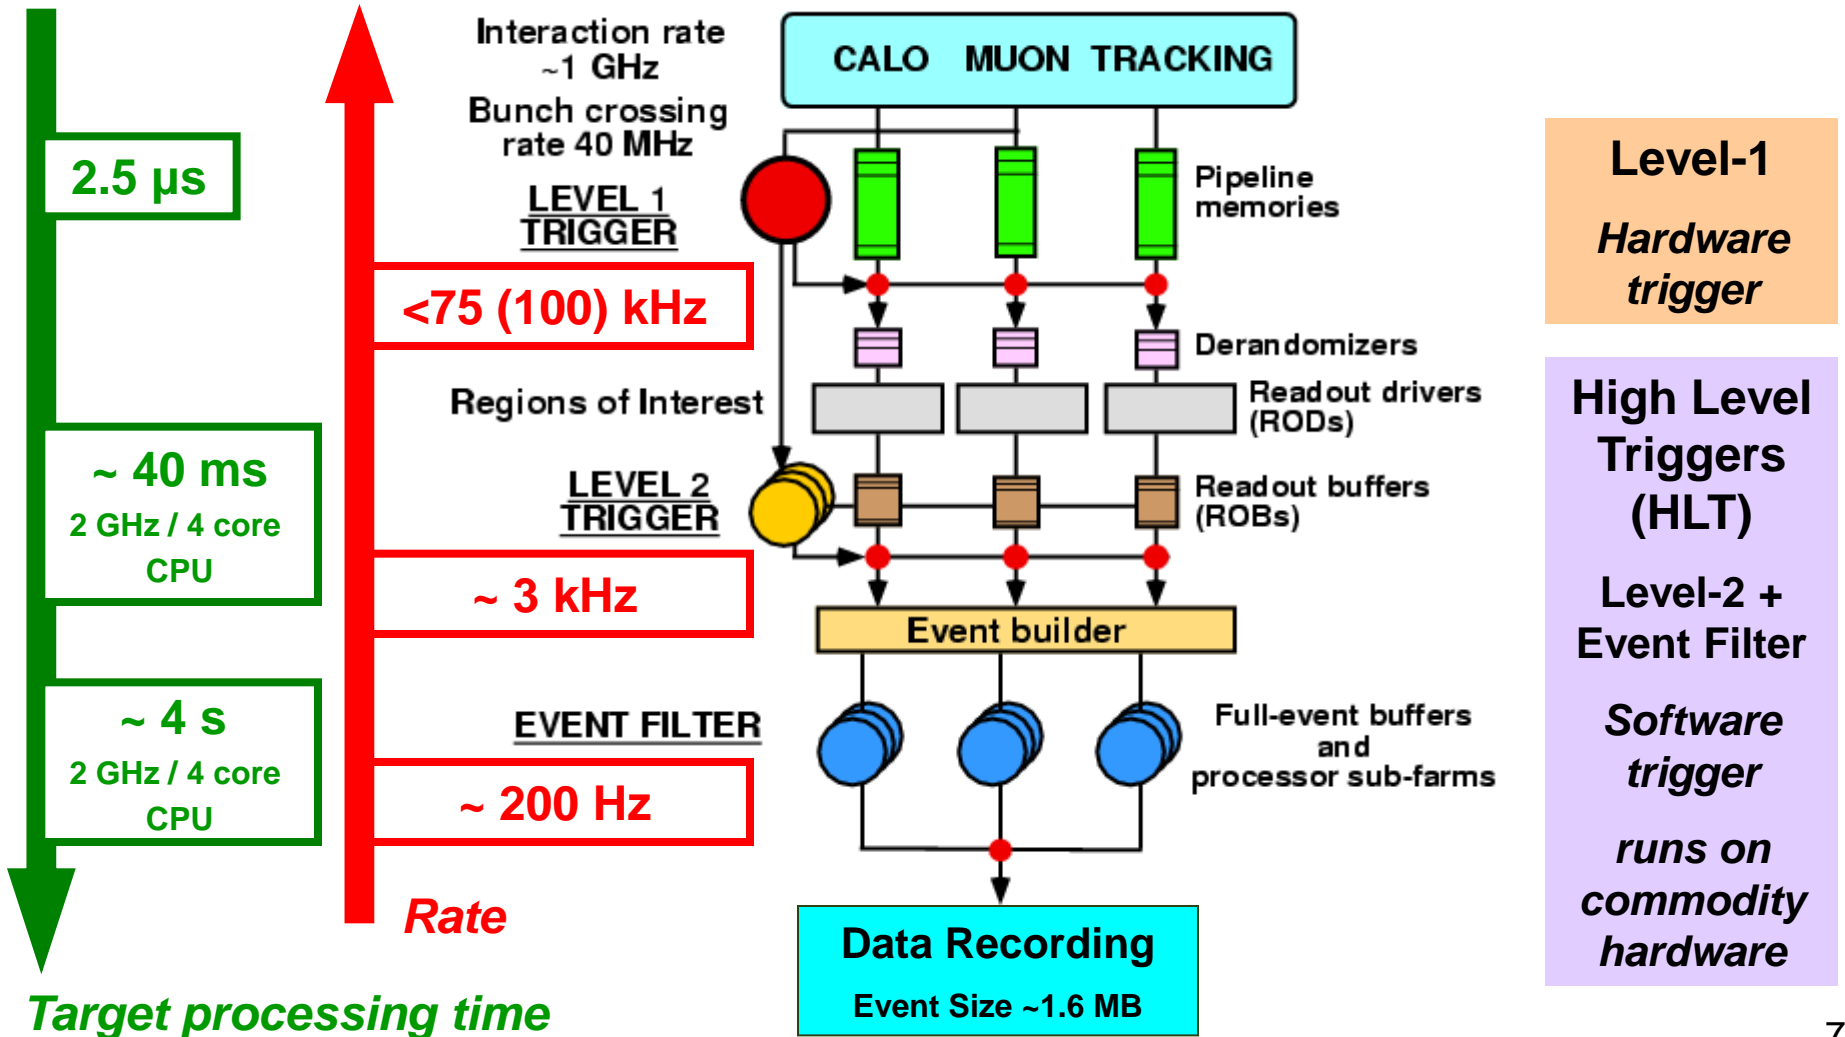 Interaction rate
~1 GHz
Bunch crossing
rate 40 MHz
LEVEL 1
TRIGGER
2.5 µs
<75 (100) kHz
Regions of Interest
~ 40 ms
2 GHz / 4 core
CPU
LEVEL 2
TRIGGER
~ 3 kHz
~ 4 s
2 GHz / 4 core
CPU
EVENT FILTER
~ 200 Hz
Rate
Target processing time
CALO MUON TRACKING
Pipeline
memories
Derandomizers
Readout drivers
(RODs)
Readout buffers
(ROBs)
Event builder
Full-event buffers
and
processor sub-farms
Data Recording
Event Size ~1.6 MB
Level-1
Hardware
trigger
High Level
Triggers
(HLT)
Level-2 +
Event Filter
Software
trigger
runs on
commodity
hardware
7